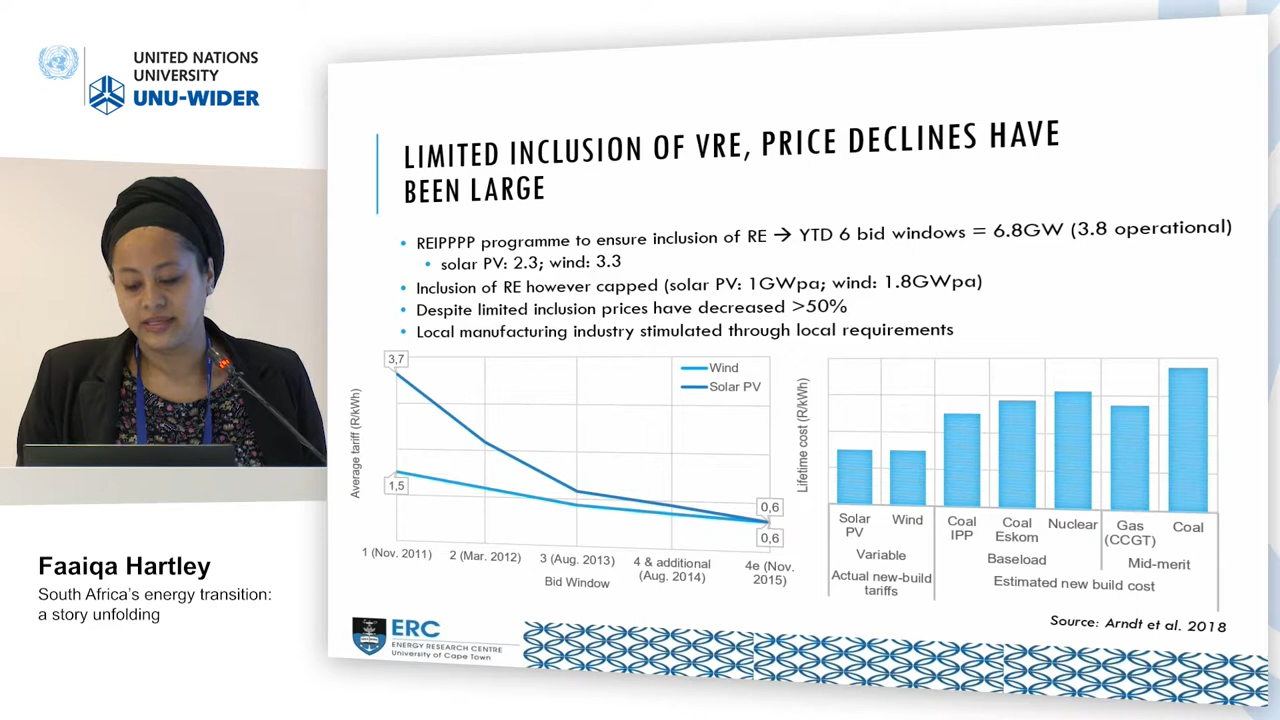 UNITED NATIONS
UNIVERSITY
UNU-WIDER
LIMITED INCLUSION OF VRE, PRICE DECLINES HAVE
BEEN LARGE
• REIPPPP programme to ensure inclusion of RE → YTD 6 bid windows = 6.8GW (3.8 operational)
• solar PV: 2.3; wind: 3.3
• Inclusion of RE however capped (solar PV: 1GWpa; wind: 1.8GWpa)
• Despite limited inclusion prices have decreased >50%
• Local manufacturing industry stimulated through local requirements
Average tariff (R/kWh)
3,7
1,5
Wind
Solar PV
0,6
0,6
1 (Nov. 2011)
2 (Mar. 2012)
3 (Aug. 2013)
4 & additional
(Aug. 2014)
4e (Nov.
2015)
Bid Window
Lifetime cost (R/kWh)
Solar
PV
Wind
Coal
IPP
Coal
Eskom
Nuclear
Gas
(CCGT)
Coal
Variable
Baseload
Mid-merit
Actual new-build
tariffs
Estimated new build cost
Source: Arndt et al. 2018
ERC
ENERGY RESEARCH CENTRE
University of Cape Town
Faaiqa Hartley
South Africa's energy transition:
a story unfolding